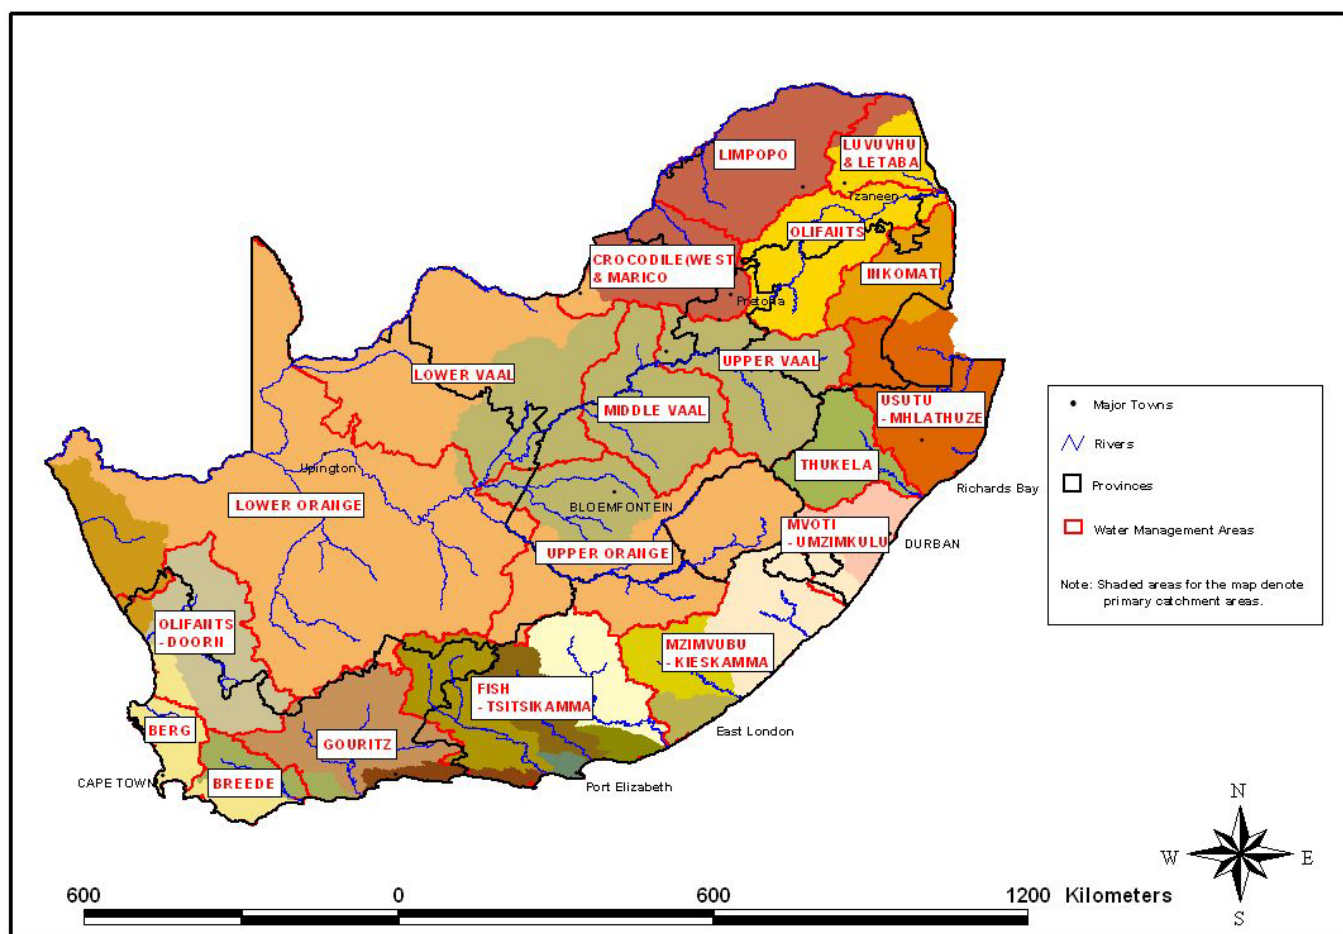 LIMPOPO
LUVUVHU
& LETABA
Tzaneen
OLIFANTS
CROCODILE(WEST
& MARICO
INKOMATI
Pretoria
LOWER VAAL
UPPER VAAL
MIDDLE VAAL
USUTU
- MHLATHUZE
Upington
THUKELA
Richards Bay
LOWER ORANGE
BLOEMFONTEIN
MVOTI
- UMZIMKULU
DURBAN
UPPER ORANGE
OLIFANTS
- DOORN
MZIMVUBU
- KIESKAMMA
FISH
- TSITSIKAMMA
BERG
GOURITZ
East London
CAPE TOWN
BREEDE
Port Elizabeth
Major Towns
Rivers
Provinces
Water Management Areas
Note: Shaded areas for the map denote
primary catchment areas.
N
W E
S
600 0 600 1200 Kilometers